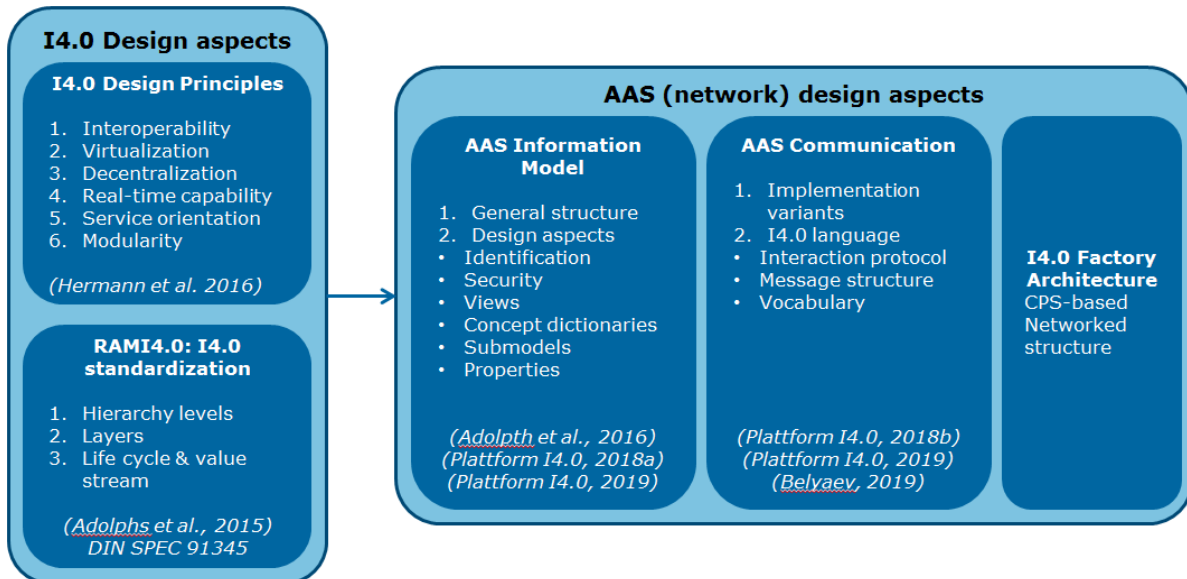 I4.0 Design aspects
I4.0 Design Principles
1. Interoperability
2. Virtualization
3. Decentralization
4. Real-time capability
5. Service orientation
6. Modularity
(Hermann et al. 2016)
RAMI4.0: I4.0
standardization
1. Hierarchy levels
2. Layers
3. Life cycle & value
stream
(Adolphs et al., 2015)
DIN SPEC 91345
AAS (network) design aspects
AAS Information
Model
1. General structure
2. Design aspects
• Identification
• Security
• Views
• Concept dictionaries
• Submodels
• Properties
(Adolpth et al., 2016)
(Plattform I4.0, 2018a)
(Plattform I4.0, 2019)
AAS Communication
1. Implementation
variants
2. I4.0 language
• Interaction protocol
• Message structure
• Vocabulary
(Plattform I4.0, 2018b)
(Plattform I4.0, 2019)
(Belyaev, 2019)
I4.0 Factory
Architecture
CPS-based
Networked
structure